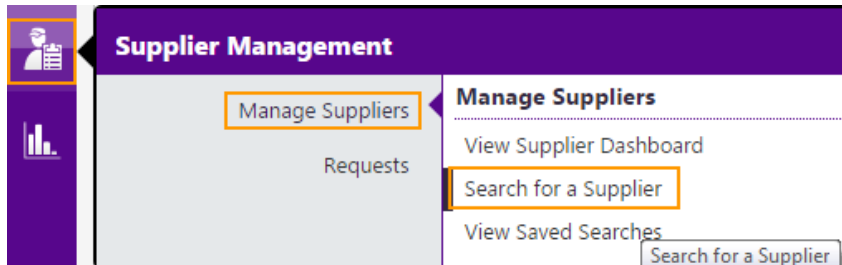 Supplier Management
Manage Suppliers
Requests
Manage Suppliers
View Supplier Dashboard
Search for a Supplier
View Saved Searches
Search for a Supplier